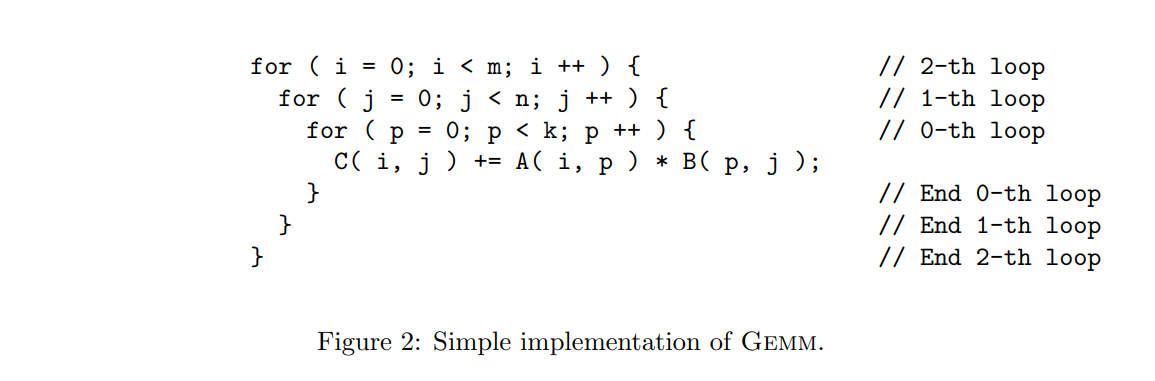 for ( i = 0; i < m; i ++ ) { // 2-th loop
for ( j = 0; j < n; j ++ ) { // 1-th loop
for ( p = 0; p < k; p ++ ) { // 0-th loop
C( i, j ) += A( i, p ) * B( p, j );
} // End 0-th loop
} // End 1-th loop
} // End 2-th loop
Figure 2: Simple implementation of GEMM.